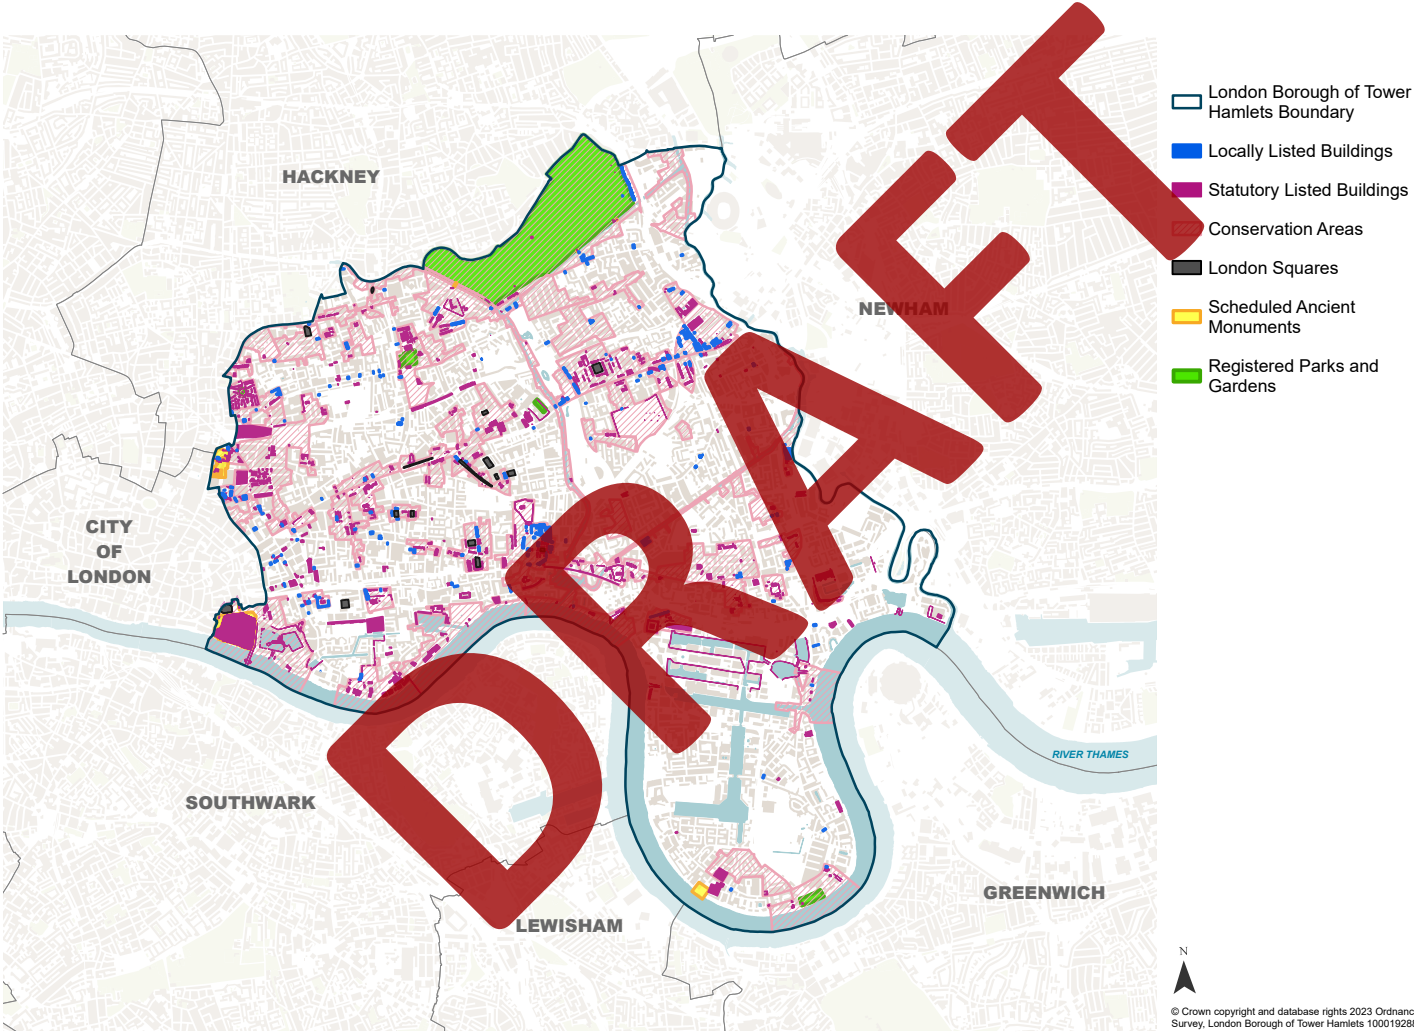 HACKNEY
NEWHAM
CITY
OF
LONDON
SOUTHWARK
LEWISHAM
GREENWICH
RIVER THAMES
DRAFT
London Borough of Tower
Hamlets Boundary
Locally Listed Buildings
Statutory Listed Buildings
Conservation Areas
London Squares
Scheduled Ancient
Monuments
Registered Parks and
Gardens
N
© Crown copyright and database rights 2023 Ordnanc
Survey, London Borough of Tower Hamlets 10001928